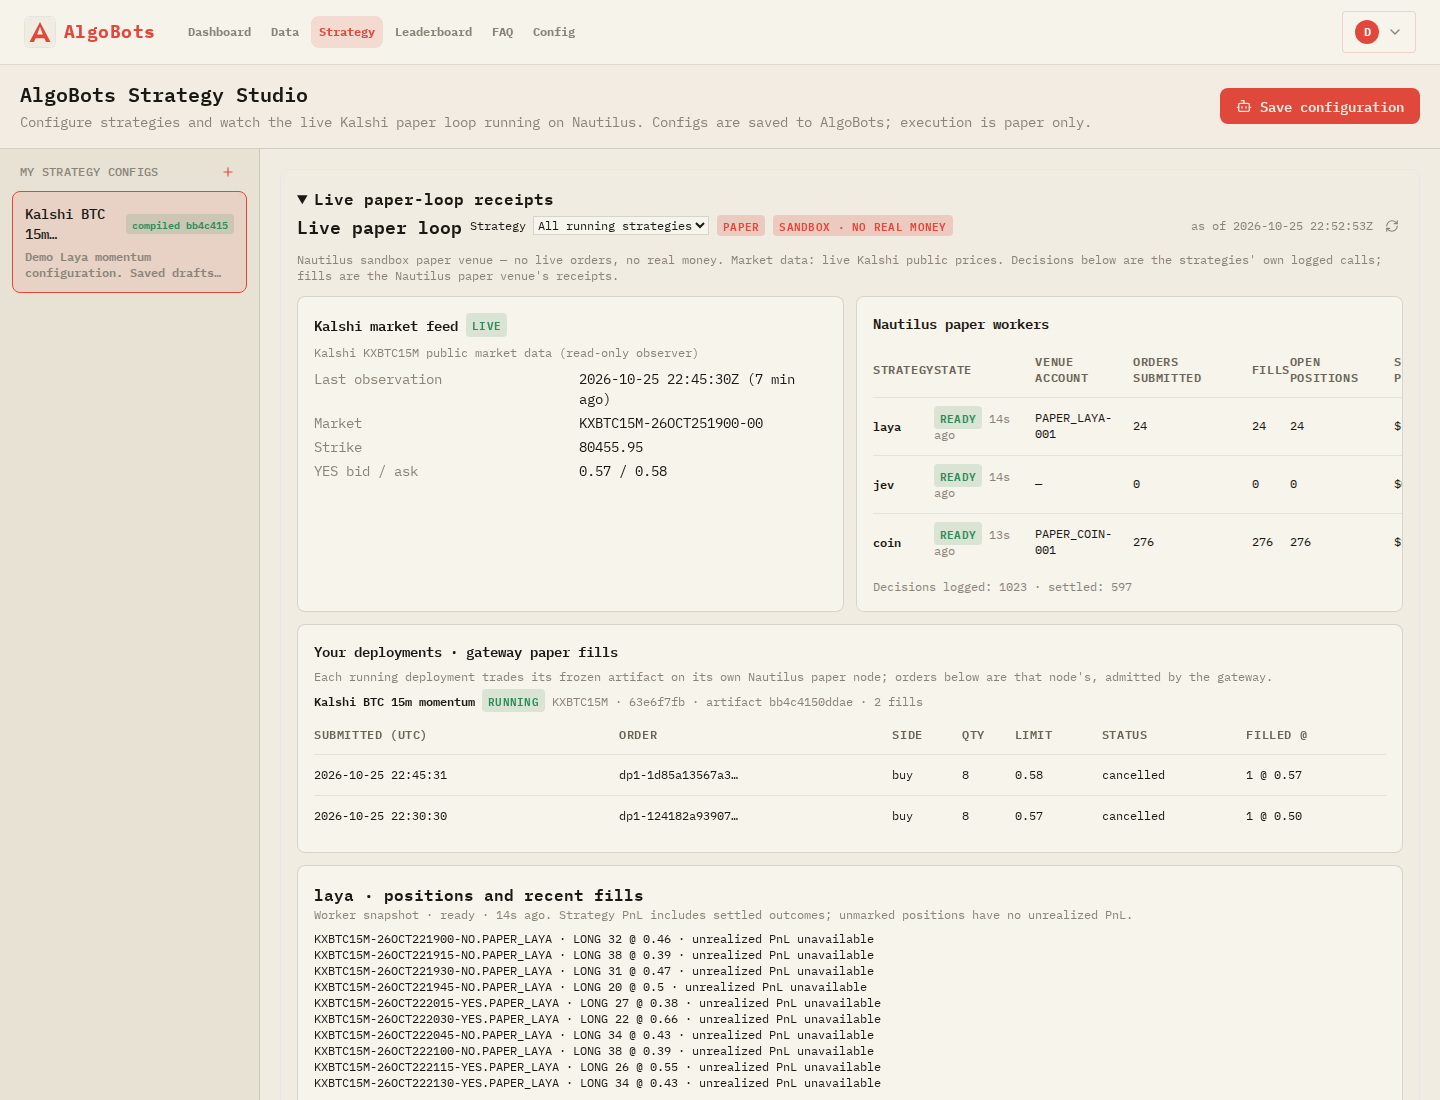 AlgoBots
Dashboard
Data
Strategy
Leaderboard
FAQ
Config
D
AlgoBots Strategy Studio
Configure strategies and watch the live Kalshi paper loop running on Nautilus. Configs are saved to AlgoBots; execution is paper only.
Save configuration
MY STRATEGY CONFIGS
+
Kalshi BTC
15m…
compiled bb4c415
Demo Laya momentum
configuration. Saved drafts…
▼ Live paper-loop receipts
Live paper loop
Strategy
All running strategies
PAPER
SANDBOX · NO REAL MONEY
as of 2026-10-25 22:52:53Z
Nautilus sandbox paper venue — no live orders, no real money. Market data: live Kalshi public prices. Decisions below are the strategies' own logged calls;
fills are the Nautilus paper venue's receipts.
Kalshi market feed LIVE
Kalshi KXBTC15M public market data (read-only observer)
Last observation 2026-10-25 22:45:30Z (7 min
ago)
Market KXBTC15M-26OCT251900-00
Strike 80455.95
YES bid / ask 0.57 / 0.58
Nautilus paper workers
STRATEGY STATE VENUE ACCOUNT ORDERS SUBMITTED FILLS OPEN POSITIONS S P
laya READY 14s ago PAPER_LAYA-001 24 24 24 $
jev READY 14s ago — 0 0 0 $
coin READY 13s ago PAPER_COIN-001 276 276 276 $
Decisions logged: 1023 · settled: 597
Your deployments · gateway paper fills
Each running deployment trades its frozen artifact on its own Nautilus paper node; orders below are that node's, admitted by the gateway.
Kalshi BTC 15m momentum RUNNING KXBTC15M · 63e6f7fb · artifact bb4c4150ddae · 2 fills
SUBMITTED (UTC) ORDER SIDE QTY LIMIT STATUS FILLED @
2026-10-25 22:45:31 dp1-1d85a13567a3… buy 8 0.58 cancelled 1 @ 0.57
2026-10-25 22:30:30 dp1-124182a93907… buy 8 0.57 cancelled 1 @ 0.50
laya · positions and recent fills
Worker snapshot · ready · 14s ago. Strategy PnL includes settled outcomes; unmarked positions have no unrealized PnL.
KXBTC15M-26OCT221900-NO.PAPER_LAYA · LONG 32 @ 0.46 · unrealized PnL unavailable
KXBTC15M-26OCT221915-NO.PAPER_LAYA · LONG 38 @ 0.39 · unrealized PnL unavailable
KXBTC15M-26OCT221930-NO.PAPER_LAYA · LONG 31 @ 0.47 · unrealized PnL unavailable
KXBTC15M-26OCT221945-NO.PAPER_LAYA · LONG 20 @ 0.5 · unrealized PnL unavailable
KXBTC15M-26OCT222015-YES.PAPER_LAYA · LONG 27 @ 0.38 · unrealized PnL unavailable
KXBTC15M-26OCT222030-YES.PAPER_LAYA · LONG 22 @ 0.66 · unrealized PnL unavailable
KXBTC15M-26OCT222045-NO.PAPER_LAYA · LONG 34 @ 0.43 · unrealized PnL unavailable
KXBTC15M-26OCT222100-NO.PAPER_LAYA · LONG 38 @ 0.39 · unrealized PnL unavailable
KXBTC15M-26OCT222115-YES.PAPER_LAYA · LONG 26 @ 0.55 · unrealized PnL unavailable
KXBTC15M-26OCT222130-YES.PAPER_LAYA · LONG 34 @ 0.43 · unrealized PnL unavailable